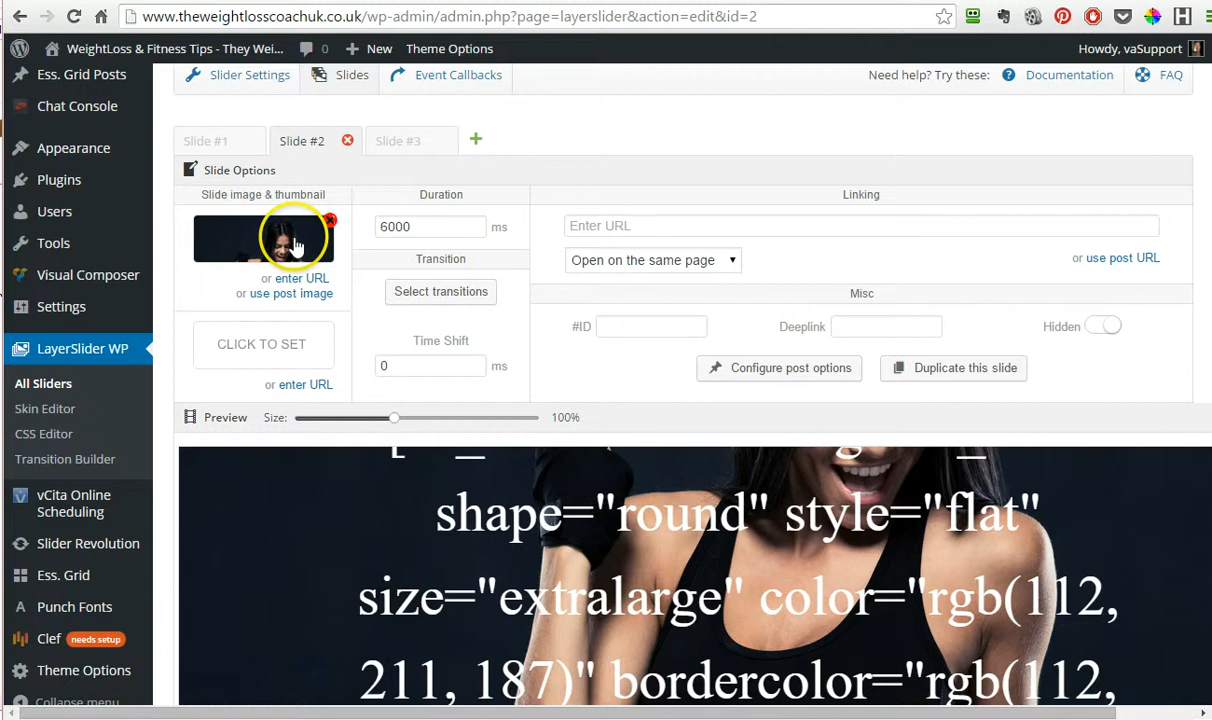 www.theweightlosscoachuk.co.uk/wp-admin/admin.php?page=layerslider&action=edit&id=2
WeightLoss & Fitness Tips - They Wei...
0
New
Theme Options
Howdy, vaSupport
Ess. Grid Posts
Chat Console
Appearance
Plugins
Users
Tools
Visual Composer
Settings
LayerSlider WP
All Sliders
Skin Editor
CSS Editor
Transition Builder
vCita Online
Scheduling
Slider Revolution
Ess. Grid
Punch Fonts
Clef needs setup
Theme Options
Collapse menu
Slider Settings
Slides
Event Callbacks
Need help? Try these:
Documentation
FAQ
Slide #1
Slide #2
Slide #3
Slide Options
Slide image & thumbnail
Duration
Linking
6000 ms
Enter URL
Transition
Open on the same page
or use post URL
or enter URL
or use post image
Select transitions
Misc
CLICK TO SET
Time Shift
#ID
Deeplink
Hidden
0 ms
Configure post options
Duplicate this slide
or enter URL
Preview
Size:
100%
shape="round" style="flat"
size="extralarge" color="rgb(112,
211, 187)" bordercolor="rgb(112,